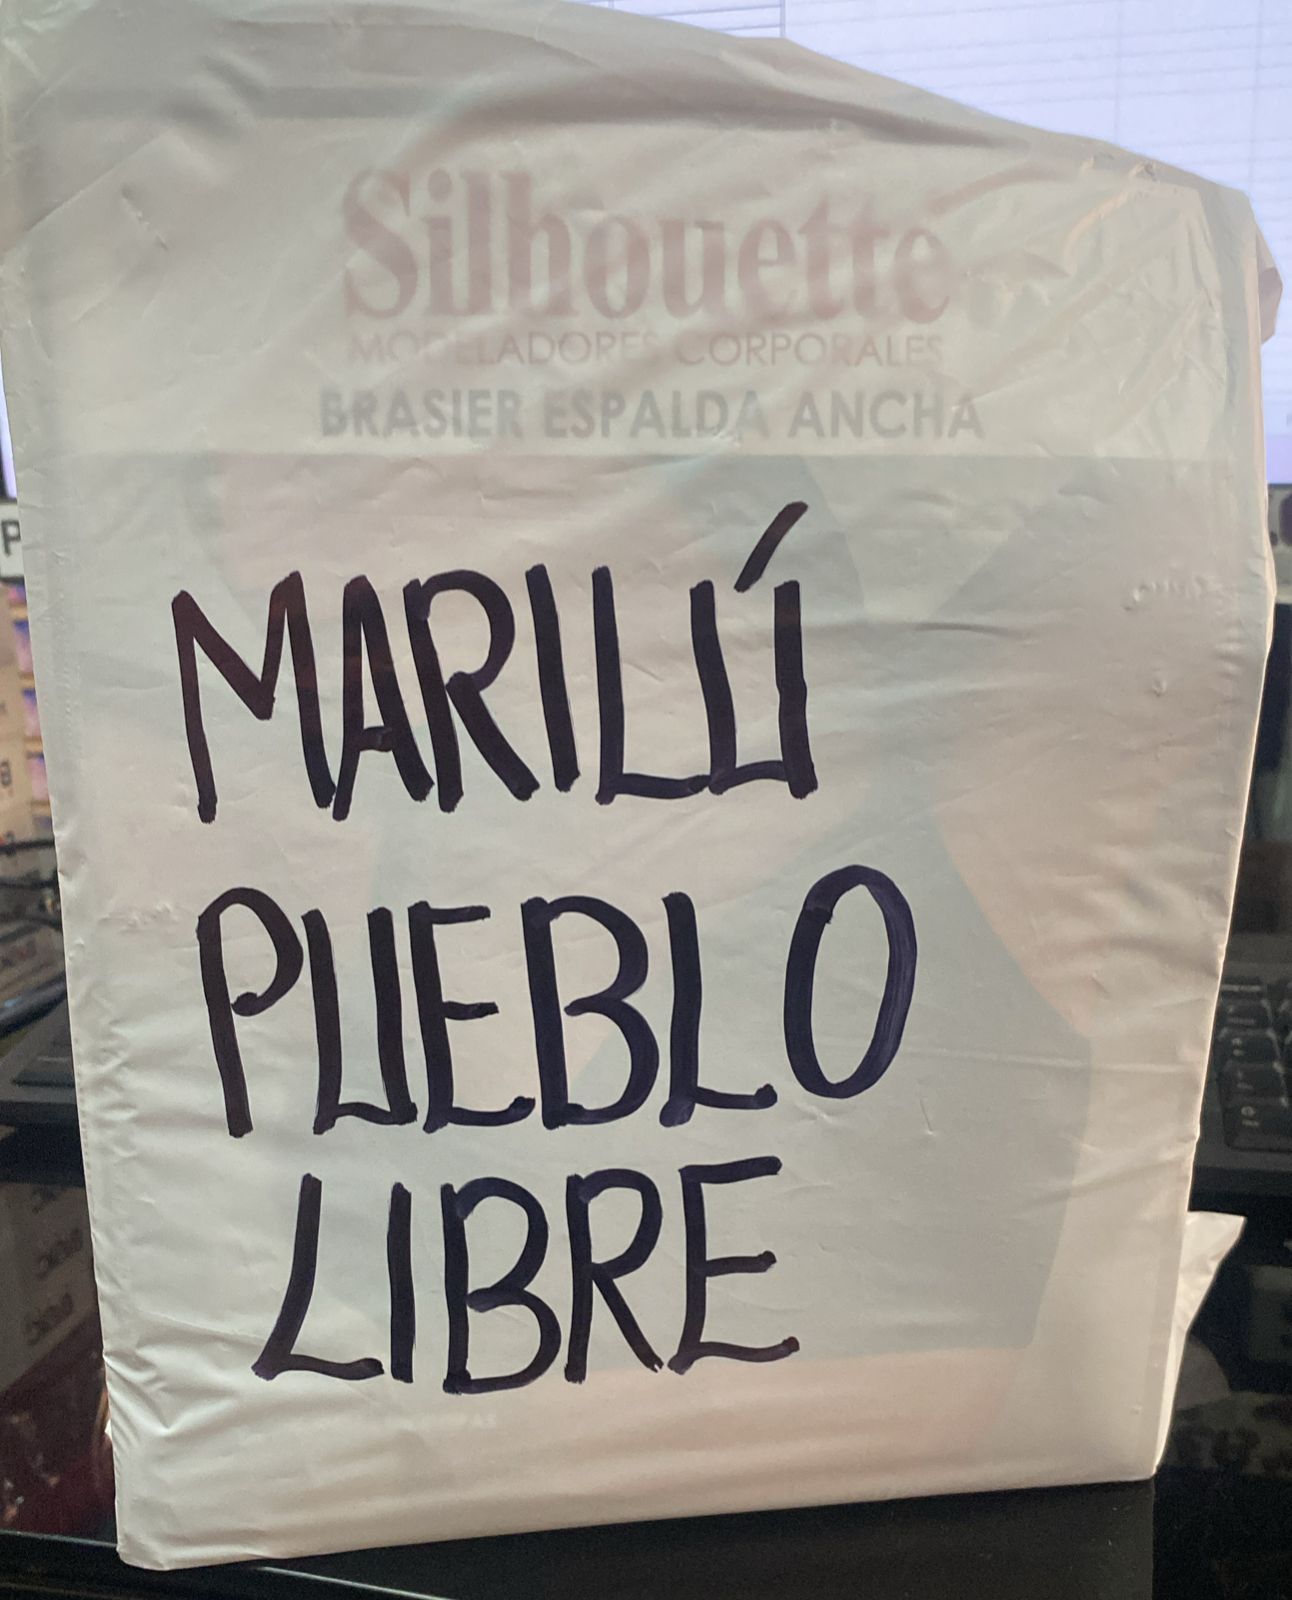 Silhouette
MODELADORES CORPORALES
BRASIER ESPALDA ANCHA
MARILÚ
PUEBLO
LIBRE